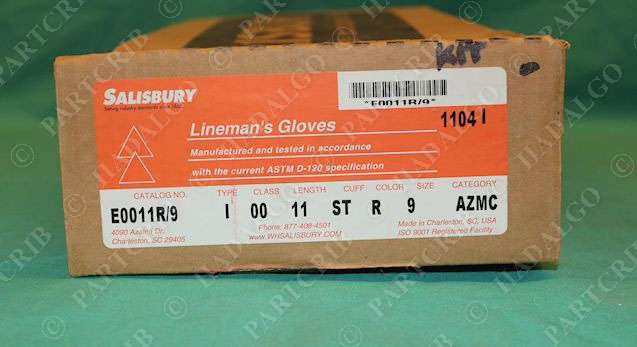 KIT
SALISBURY
Setting industry standards since 1855.
*E0011R/9*
1104 I
Lineman's Gloves
Manufactured and tested in accordance
with the current ASTM D-120 specification
CATALOG NO. TYPE CLASS LENGTH CUFF COLOR SIZE CATEGORY
E0011R/9 I 00 11 ST R 9 AZMC
4090 Azalea Dr.
Charleston, SC 29405
Phone: 877-406-4501
WWW.WHSALISBURY.COM
Made in Charleston, SC, USA
ISO 9001 Registered Facility
PARTCRIB
HADALGO